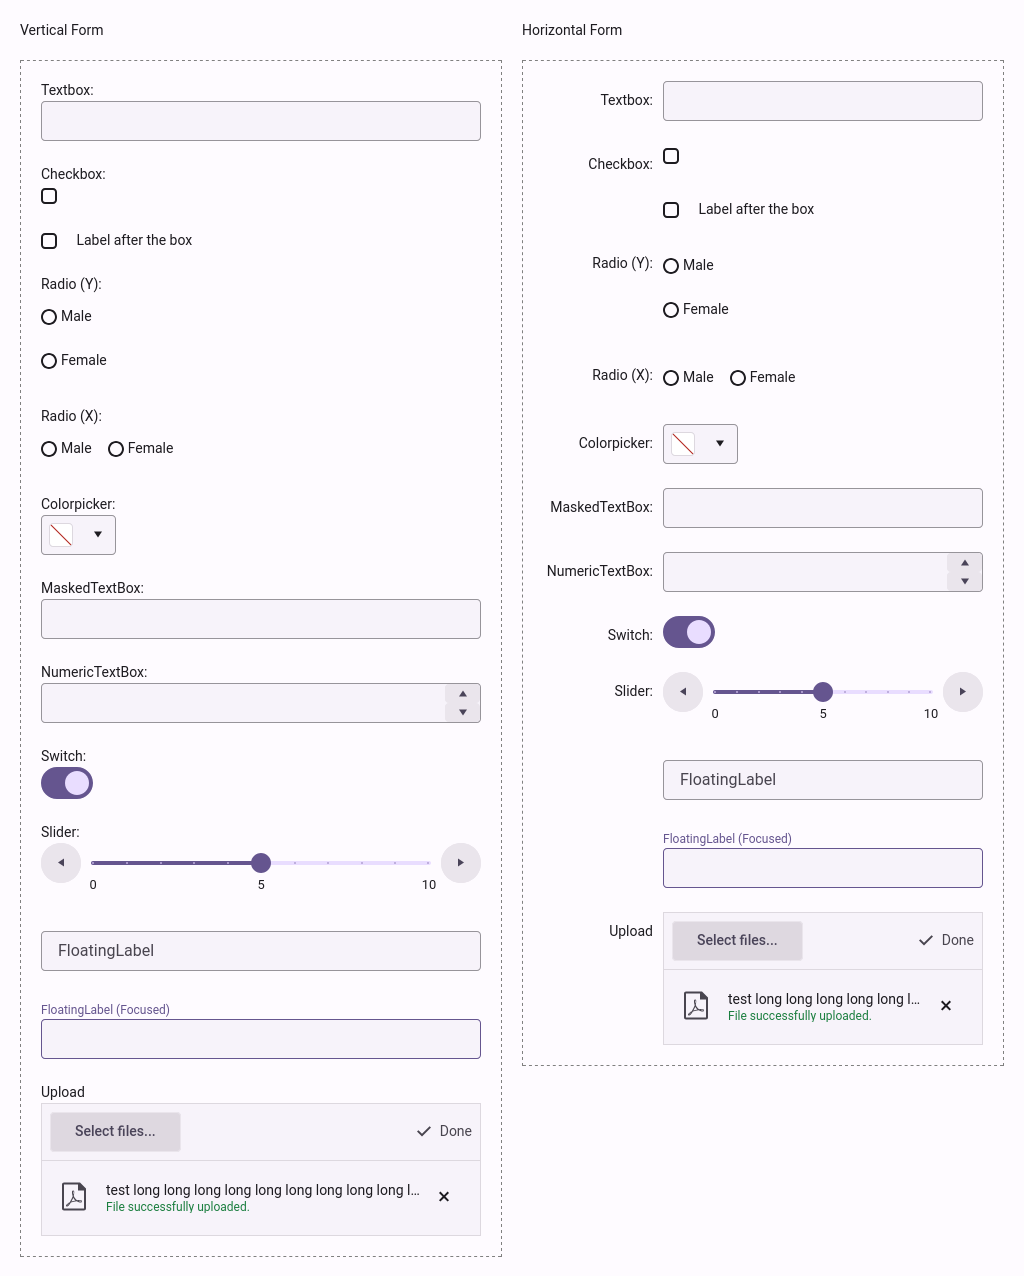 Vertical Form
Textbox:
Checkbox:
Label after the box
Radio (Y):
Male
Female
Radio (X):
Male Female
Colorpicker:
MaskedTextBox:
NumericTextBox:
Switch:
Slider:
0 5 10
FloatingLabel
FloatingLabel (Focused)
Upload
Select files... Done
test long long long long long long long long long l...
File successfully uploaded.
Horizontal Form
Textbox:
Checkbox:
Label after the box
Radio (Y): Male
Female
Radio (X): Male Female
Colorpicker:
MaskedTextBox:
NumericTextBox:
Switch:
Slider:
0 5 10
FloatingLabel
FloatingLabel (Focused)
Upload Select files... Done
test long long long long long l...
File successfully uploaded.